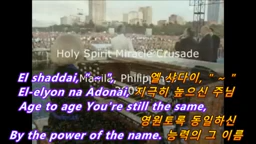 Holy Spirit Miracle Crusade
El shaddai, " ~ ", 엘 샤다이, " ~ "
Manila, Philippines
El-elyon na Adonai, 지극히 높으신 주님
Age to age You're still the same,
영원토록 동일하신
By the power of the name. 능력의 그 이름